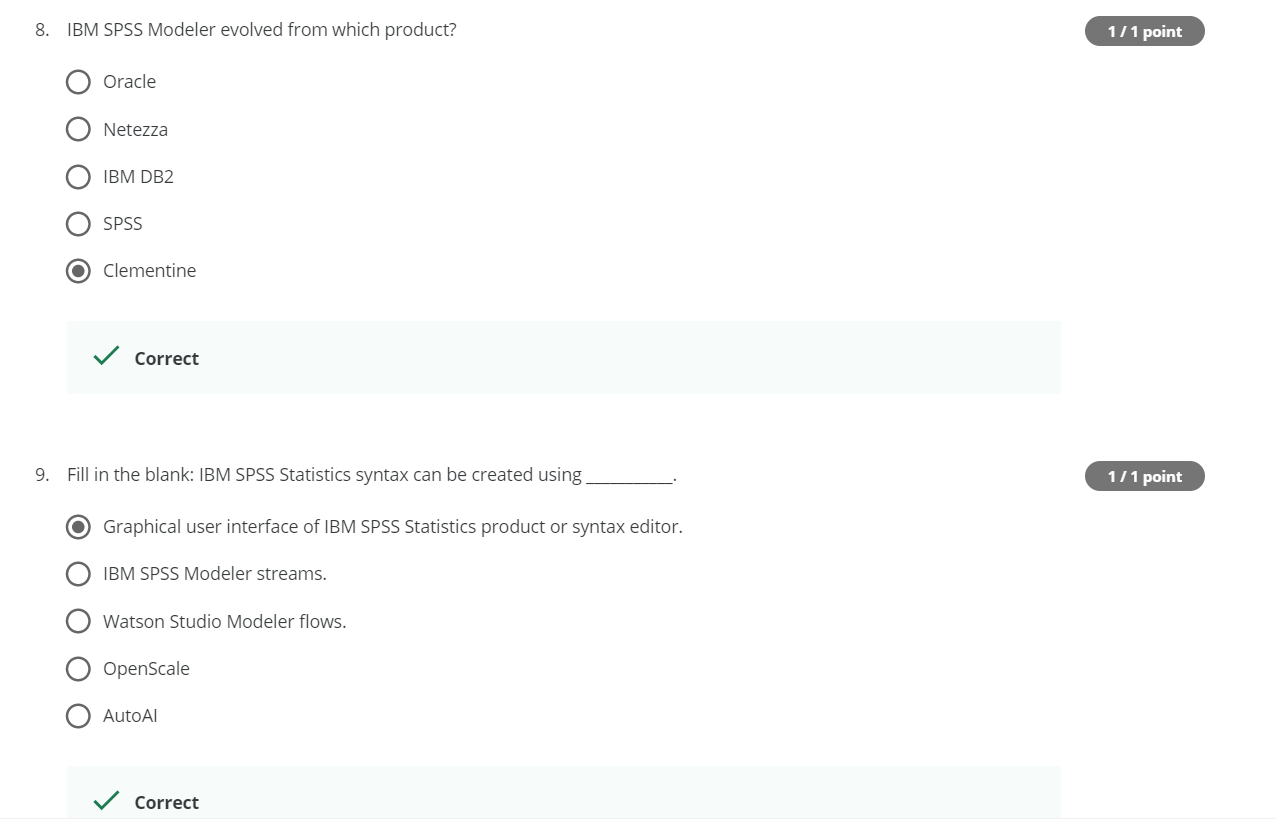 8. IBM SPSS Modeler evolved from which product?
1 / 1 point
Oracle
Netezza
IBM DB2
SPSS
Clementine
Correct
9. Fill in the blank: IBM SPSS Statistics syntax can be created using ___________.
1 / 1 point
Graphical user interface of IBM SPSS Statistics product or syntax editor.
IBM SPSS Modeler streams.
Watson Studio Modeler flows.
OpenScale
AutoAI
Correct